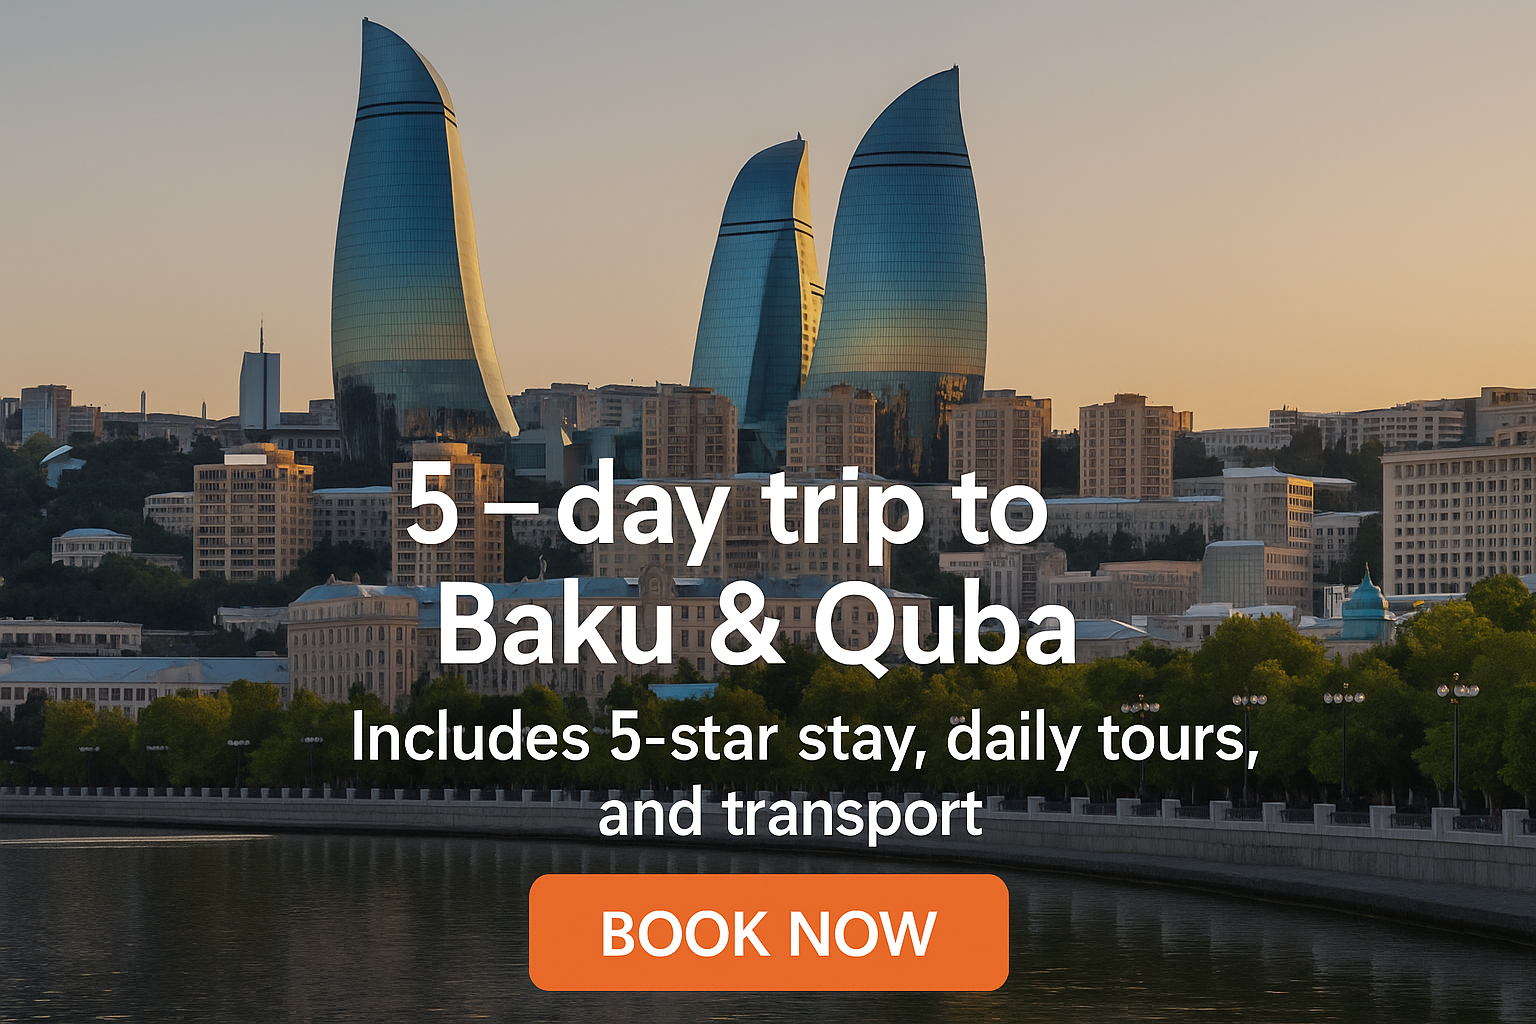 5 – day trip to
Baku & Quba
Includes 5-star stay, daily tours,
and transport
BOOK NOW